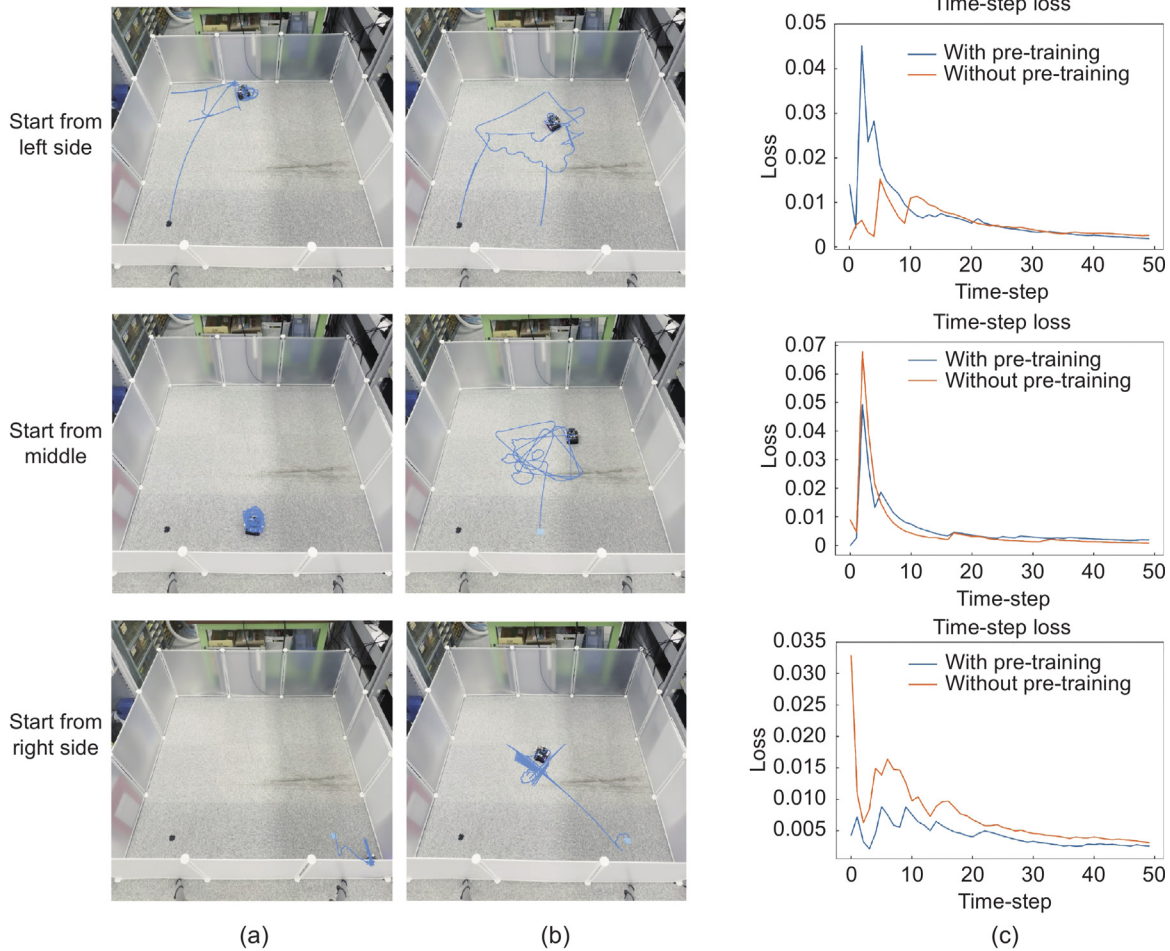 Time-step loss
0.05
0.04
0.03
0.02
0.01
0
Loss
With pre-training
Without pre-training
0 10 20 30 40 50
Time-step
Start from
left side
Time-step loss
0.07
0.06
0.05
0.04
0.03
0.02
0.01
0
Loss
With pre-training
Without pre-training
0 10 20 30 40 50
Time-step
Start from
middle
Time-step loss
0.035
0.030
0.025
0.020
0.015
0.010
0.005
Loss
With pre-training
Without pre-training
0 10 20 30 40 50
Time-step
Start from
right side
(a) (b) (c)